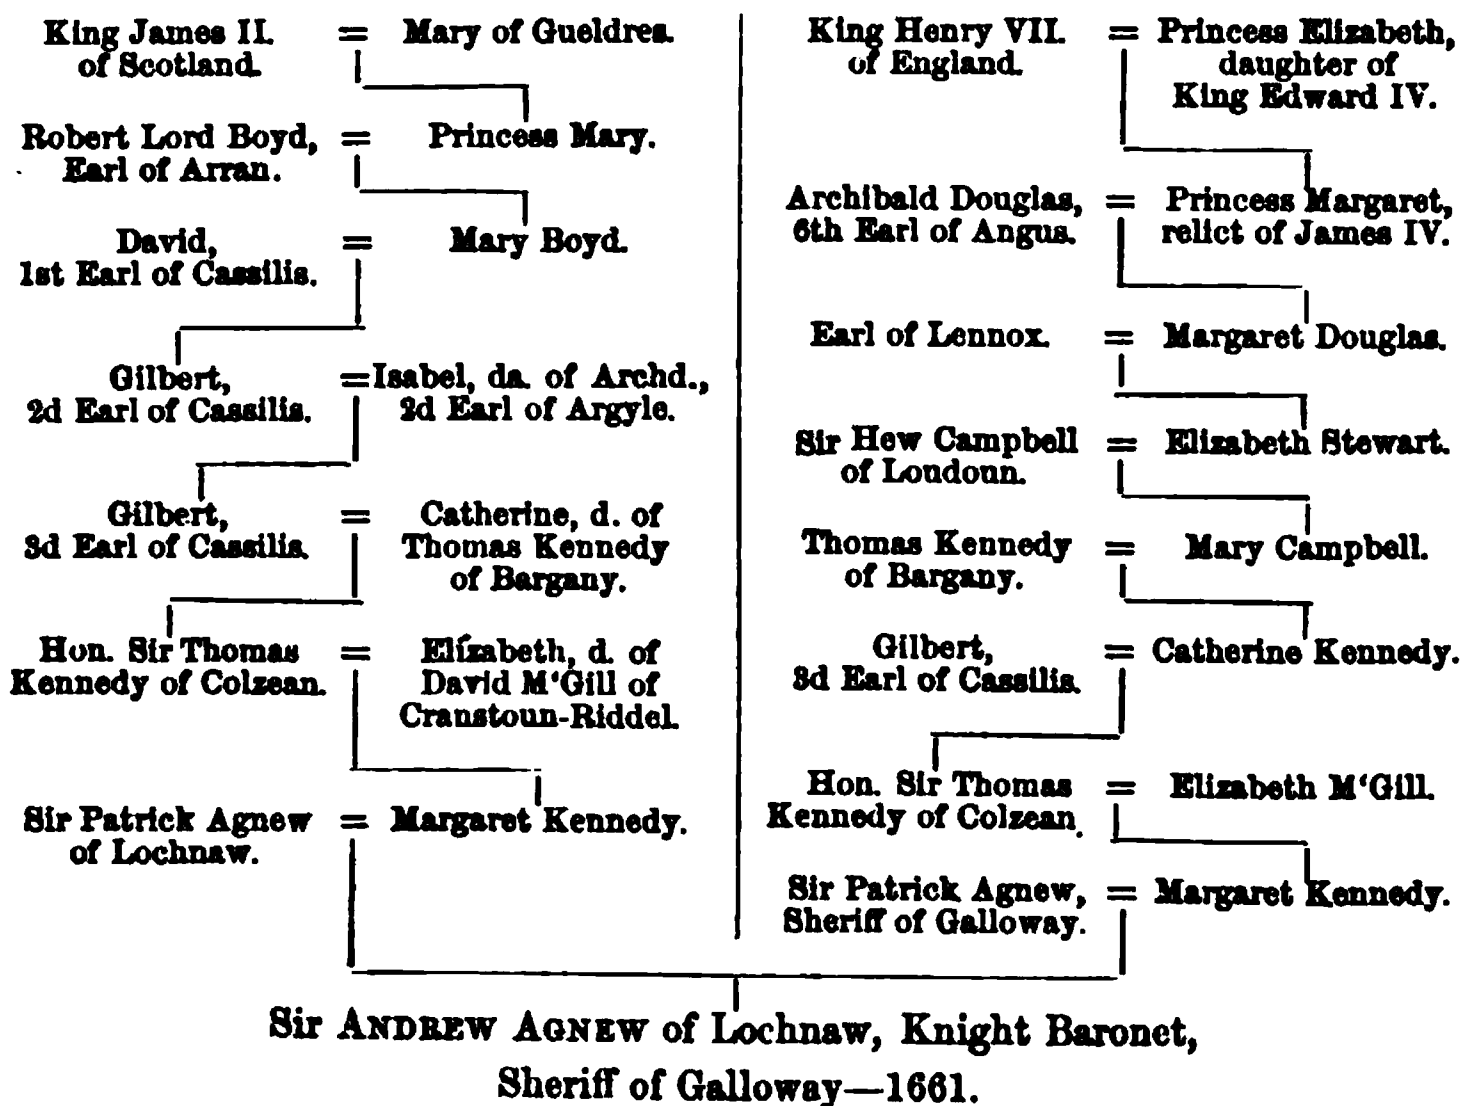 King James II.
of Scotland.
= Mary of Gueldres.
Robert Lord Boyd,
Earl of Arran.
= Princess Mary.
David,
1st Earl of Cassilis.
= Mary Boyd.
Gilbert,
2d Earl of Cassilis.
= Isabel, da. of Archd.,
2d Earl of Argyle.
Gilbert,
3d Earl of Cassilis.
= Catherine, d. of
Thomas Kennedy
of Bargany.
Hon. Sir Thomas
Kennedy of Colzean.
= Elizabeth, d. of
David M'Gill of
Cranstoun-Riddel.
Sir Patrick Agnew
of Lochnaw.
= Margaret Kennedy.
King Henry VII.
of England.
= Princess Elizabeth,
daughter of
King Edward IV.
Archibald Douglas,
6th Earl of Angus.
= Princess Margaret,
relict of James IV.
Earl of Lennox.
= Margaret Douglas.
Sir Hew Campbell
of Loudoun.
= Elizabeth Stewart.
Thomas Kennedy
of Bargany.
= Mary Campbell.
Gilbert,
3d Earl of Cassilis.
= Catherine Kennedy.
Hon. Sir Thomas
Kennedy of Colzean.
= Elizabeth M'Gill.
Sir Patrick Agnew,
Sheriff of Galloway.
= Margaret Kennedy.
Sir ANDREW AGNEW of Lochnaw, Knight Baronet,
Sheriff of Galloway—1661.